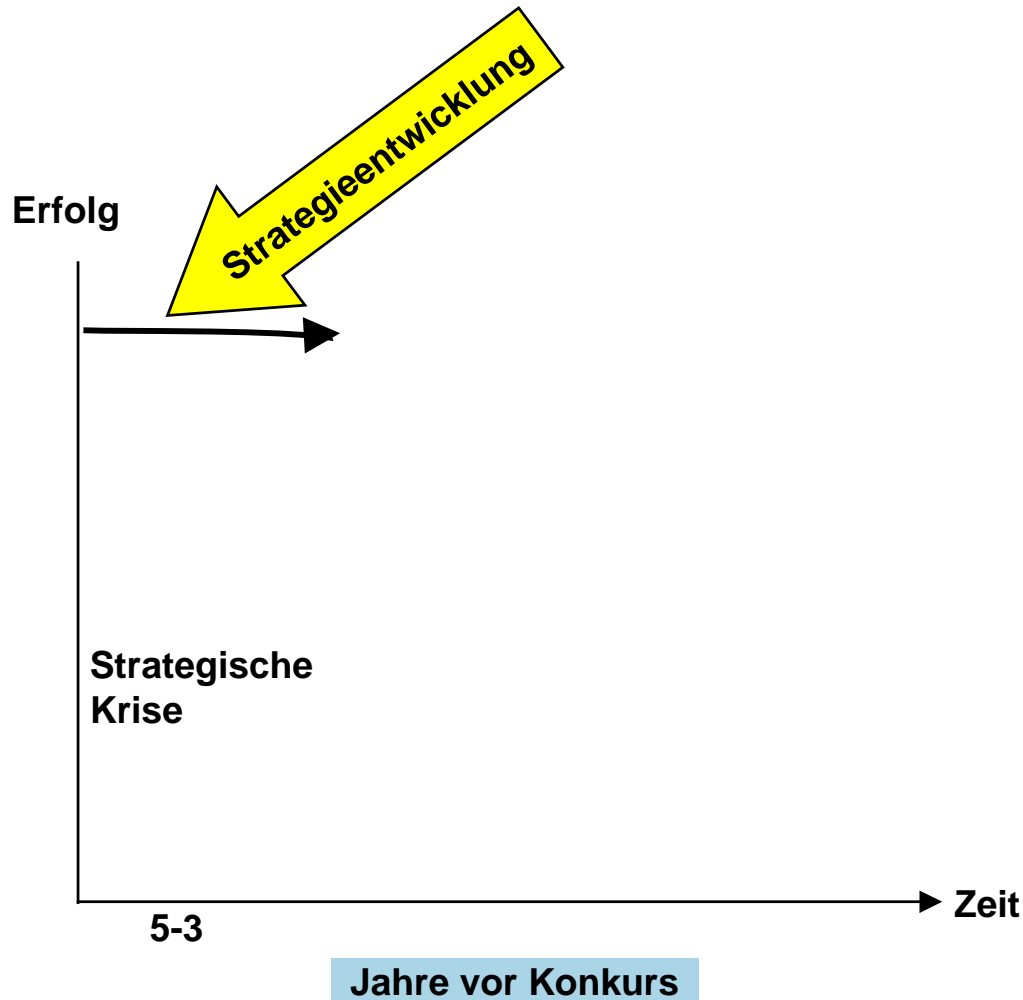 Strategieentwicklung
Erfolg
Strategische
Krise
Zeit
5-3
Jahre vor Konkurs